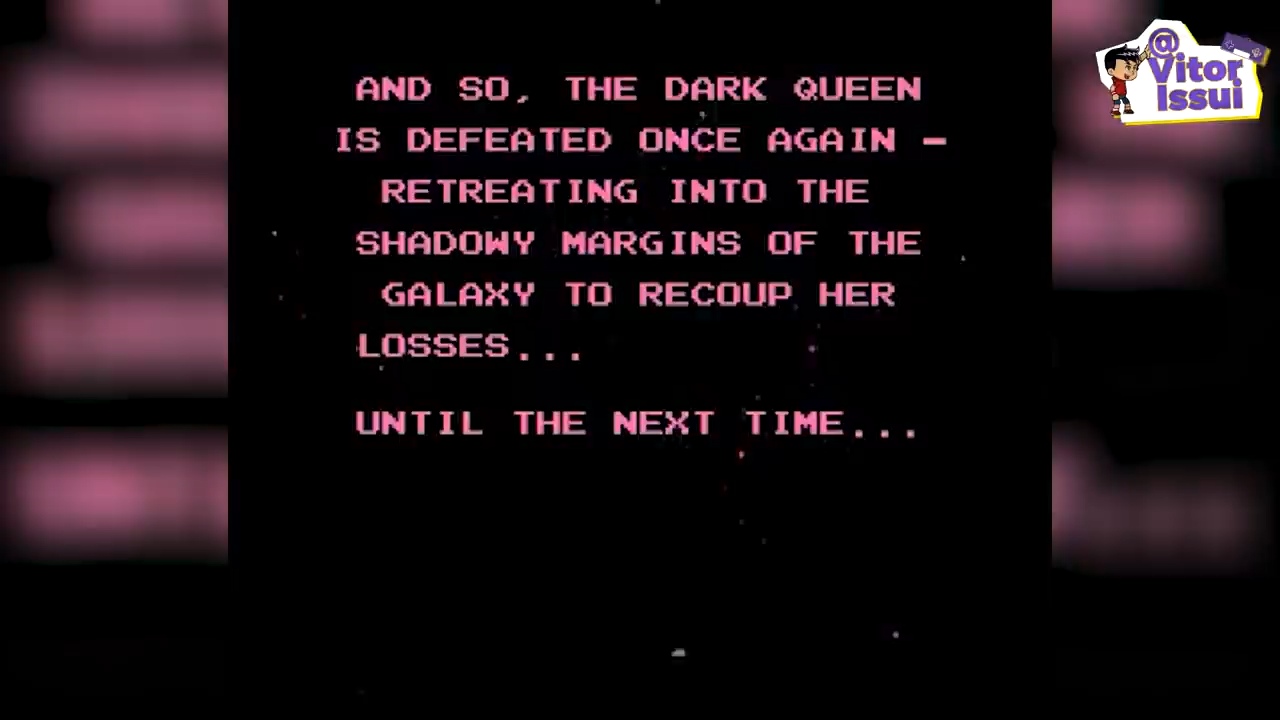 AND SO, THE DARK QUEEN
IS DEFEATED ONCE AGAIN –
RETREATING INTO THE
SHADOWY MARGINS OF THE
GALAXY TO RECOUP HER
LOSSES...
UNTIL THE NEXT TIME...
@
Vitor
Issui